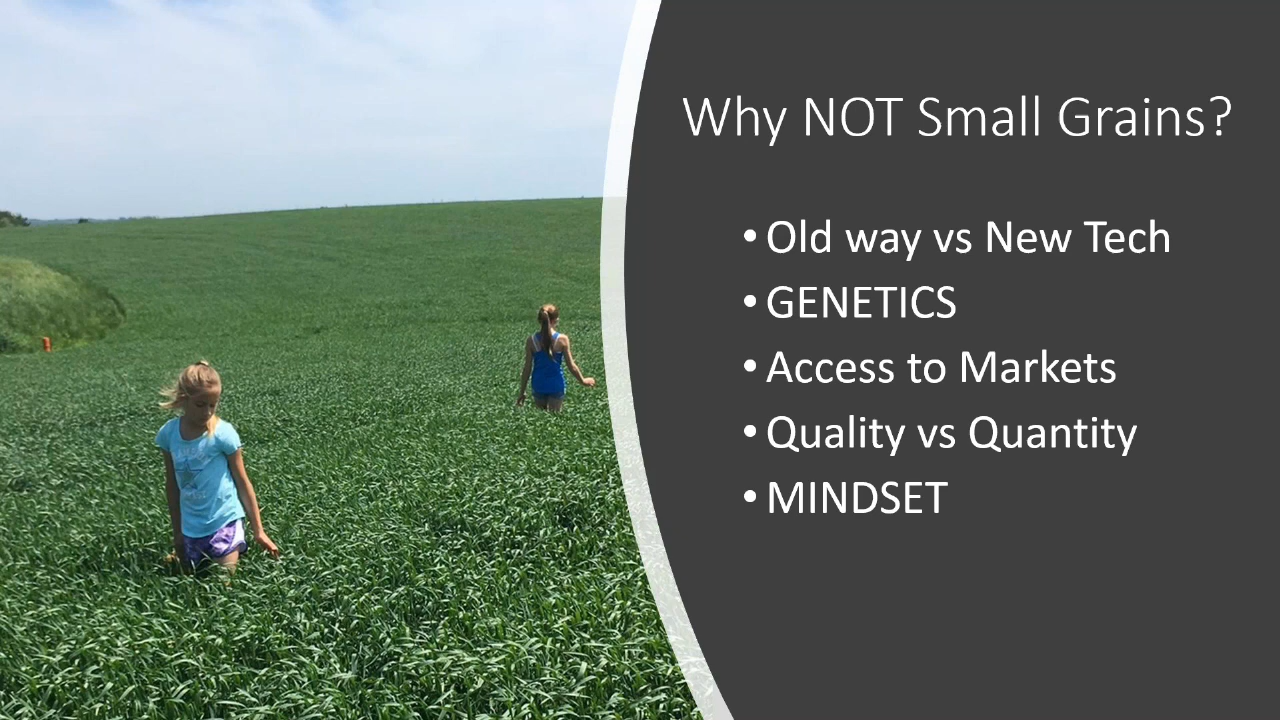 Why NOT Small Grains?
• Old way vs New Tech
• GENETICS
• Access to Markets
• Quality vs Quantity
• MINDSET